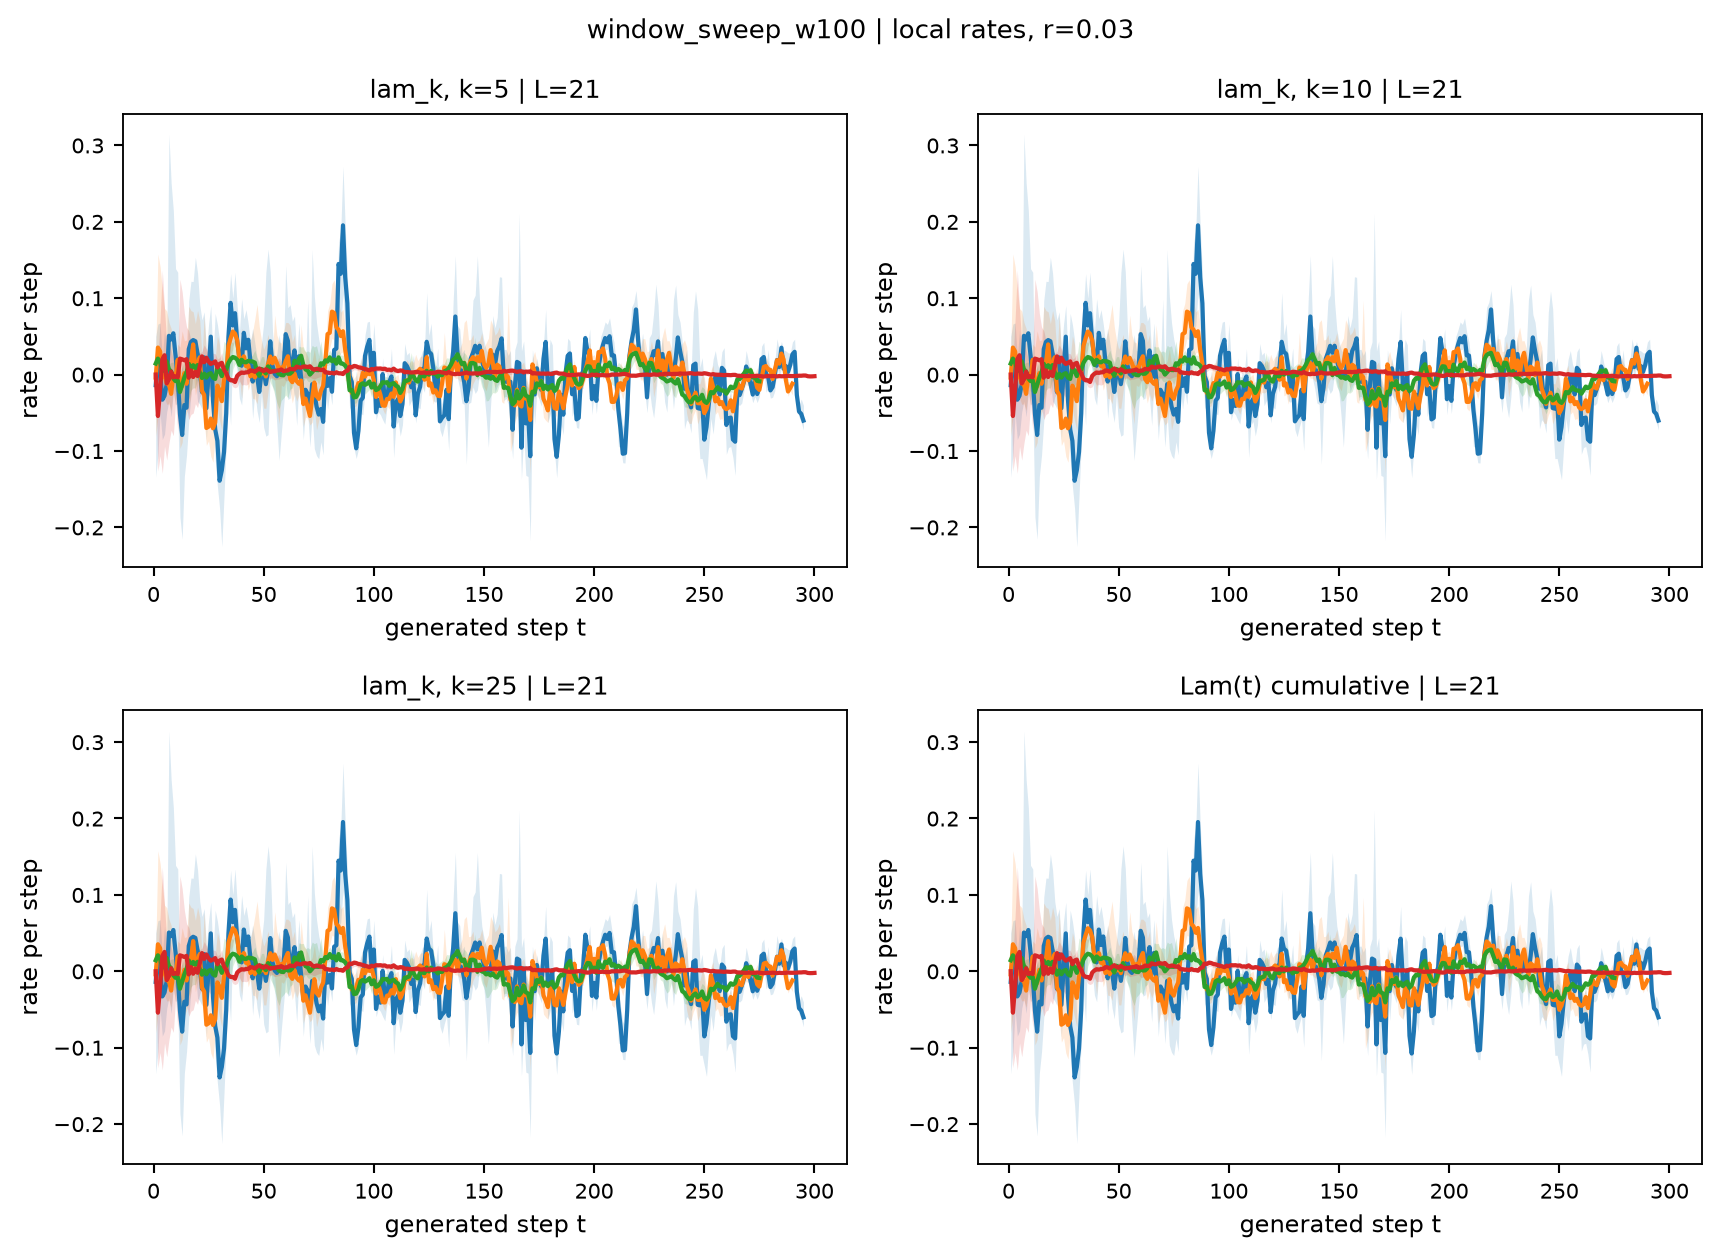 window_sweep_w100 | local rates, r=0.03
lam_k, k=5 | L=21
0.3
0.2
0.1
0.0
−0.1
−0.2
rate per step
0 50 100 150 200 250 300
generated step t
lam_k, k=10 | L=21
0.3
0.2
0.1
0.0
−0.1
−0.2
rate per step
0 50 100 150 200 250 300
generated step t
lam_k, k=25 | L=21
0.3
0.2
0.1
0.0
−0.1
−0.2
rate per step
0 50 100 150 200 250 300
generated step t
Lam(t) cumulative | L=21
0.3
0.2
0.1
0.0
−0.1
−0.2
rate per step
0 50 100 150 200 250 300
generated step t